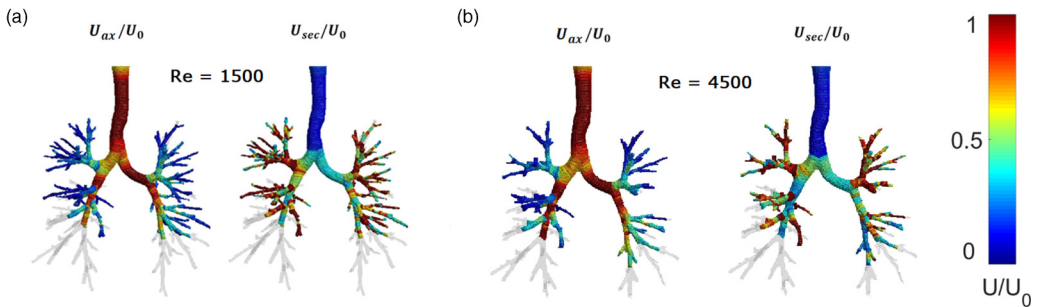 (a)
U_ax/U_0
U_sec/U_0
Re = 1500
(b)
U_ax/U_0
U_sec/U_0
Re = 4500
1
0.5
0
U/U_0